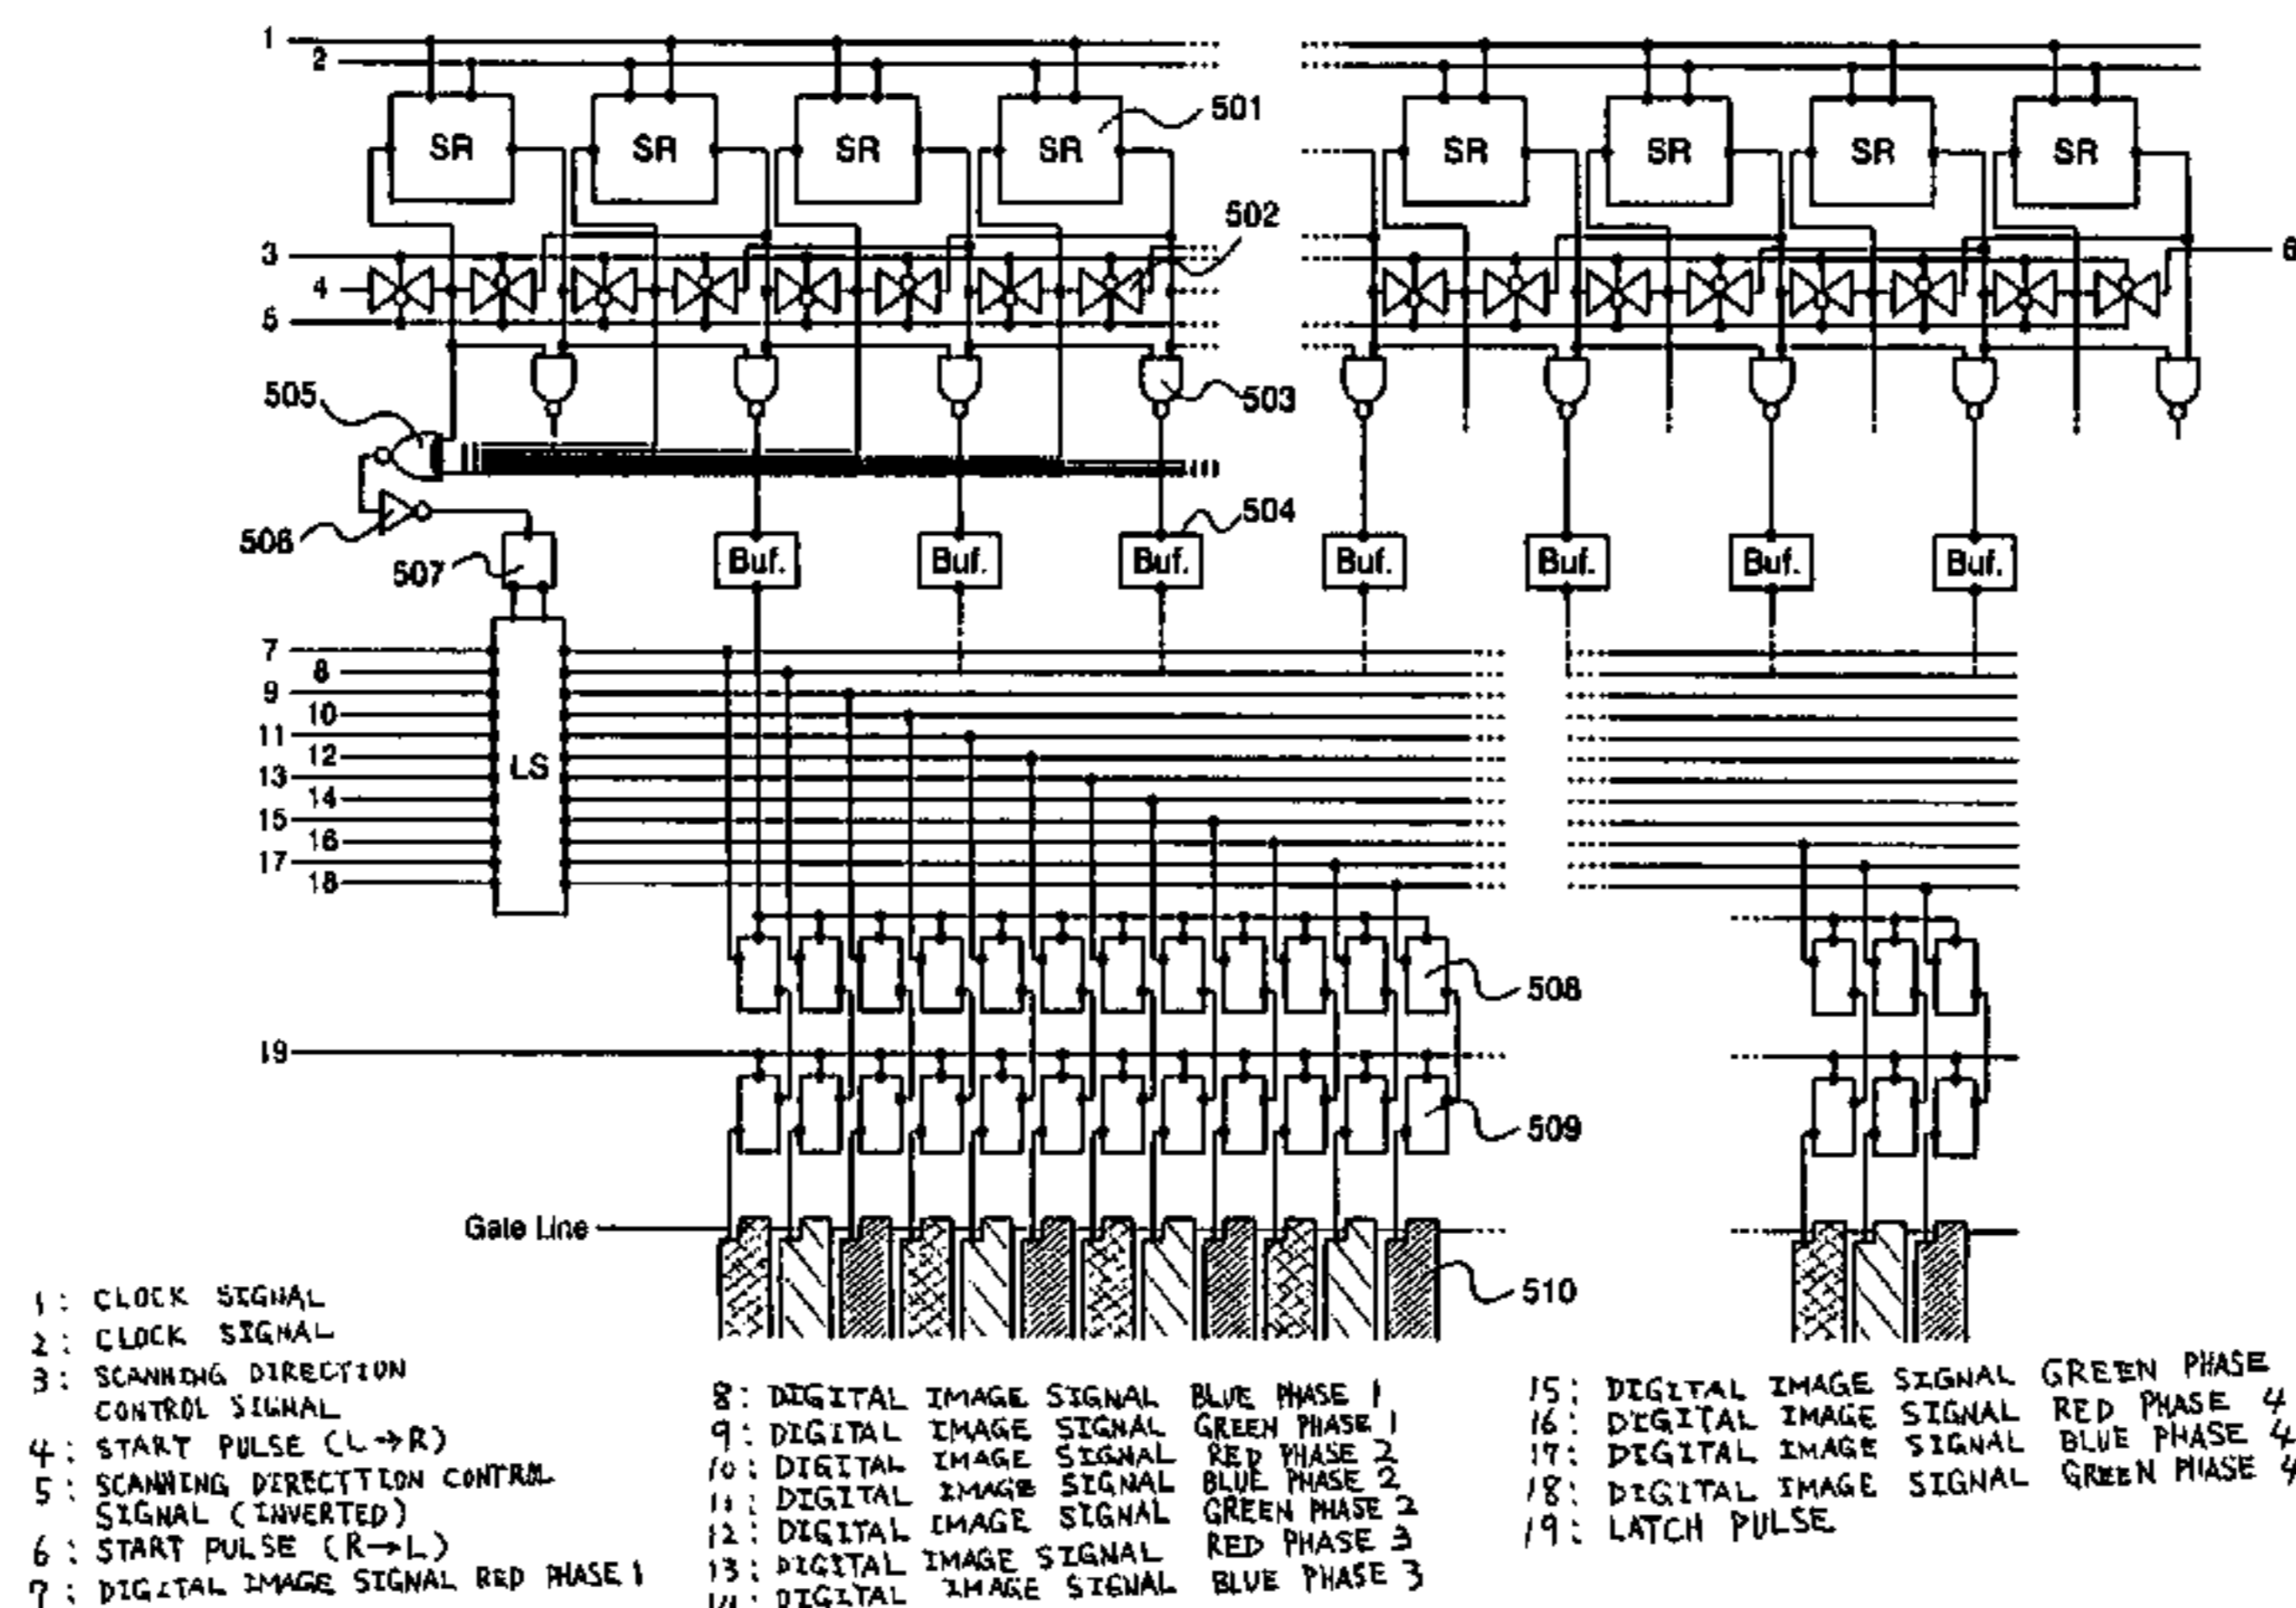 1
2
SR SR SR SR 501 SR SR SR SR
502
3
6
4
5
505
503
506
504
507
Buf. Buf. Buf. Buf. Buf. Buf. Buf.
7
8
9
10
11
12
LS
13
14
15
16
17
18
508
19
509
Gate Line
510
1: CLOCK SIGNAL
2: CLOCK SIGNAL
3: SCANNING DIRECTION
CONTROL SIGNAL
4: START PULSE (L→R)
5: SCANNING DIRECTTION CONTROL
SIGNAL (INVERTED)
6: START PULSE (R→L)
7: DIGITAL IMAGE SIGNAL RED PHASE 1
8: DIGITAL IMAGE SIGNAL BLUE PHASE 1
9: DIGITAL IMAGE SIGNAL GREEN PHASE 1
10: DIGITAL IMAGE SIGNAL RED PHASE 2
11: DIGITAL IMAGE SIGNAL BLUE PHASE 2
12: DIGITAL IMAGE SIGNAL GREEN PHASE 2
13: DIGITAL IMAGE SIGNAL RED PHASE 3
14: DIGITAL IMAGE SIGNAL BLUE PHASE 3
15: DIGITAL IMAGE SIGNAL GREEN PHASE
16: DIGITAL IMAGE SIGNAL RED PHASE 4
17: DIGITAL IMAGE SIGNAL BLUE PHASE 4
18: DIGITAL IMAGE SIGNAL GREEN PHASE 4
19: LATCH PULSE